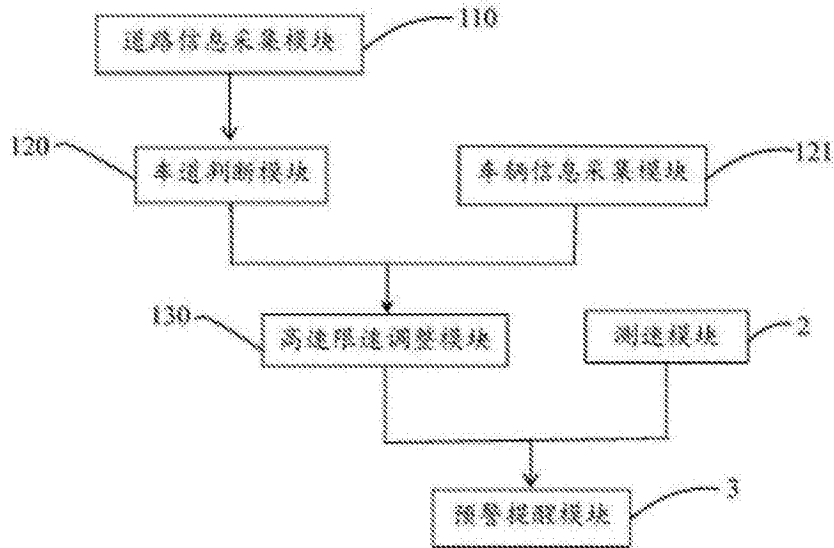 道路信息采集模块
110
120
车道判断模块
车辆信息采集模块
121
130
高速限速调整模块
测速模块
2
预警提醒模块
3